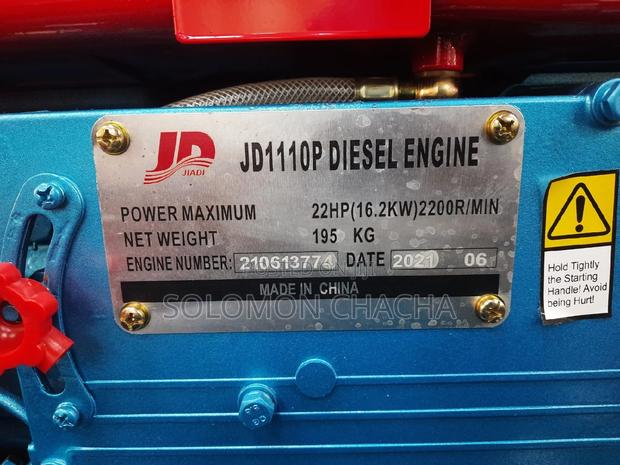 JD
JIADI
JD1110P DIESEL ENGINE
POWER MAXIMUM 22HP(16.2KW)2200R/MIN
NET WEIGHT 195 KG
ENGINE NUMBER: 210613774 DATE 2021 06
MADE IN CHINA
SOLOMON CHACHA
Hold Tightly
the Starting
Handle! Avoid
being Hurt!